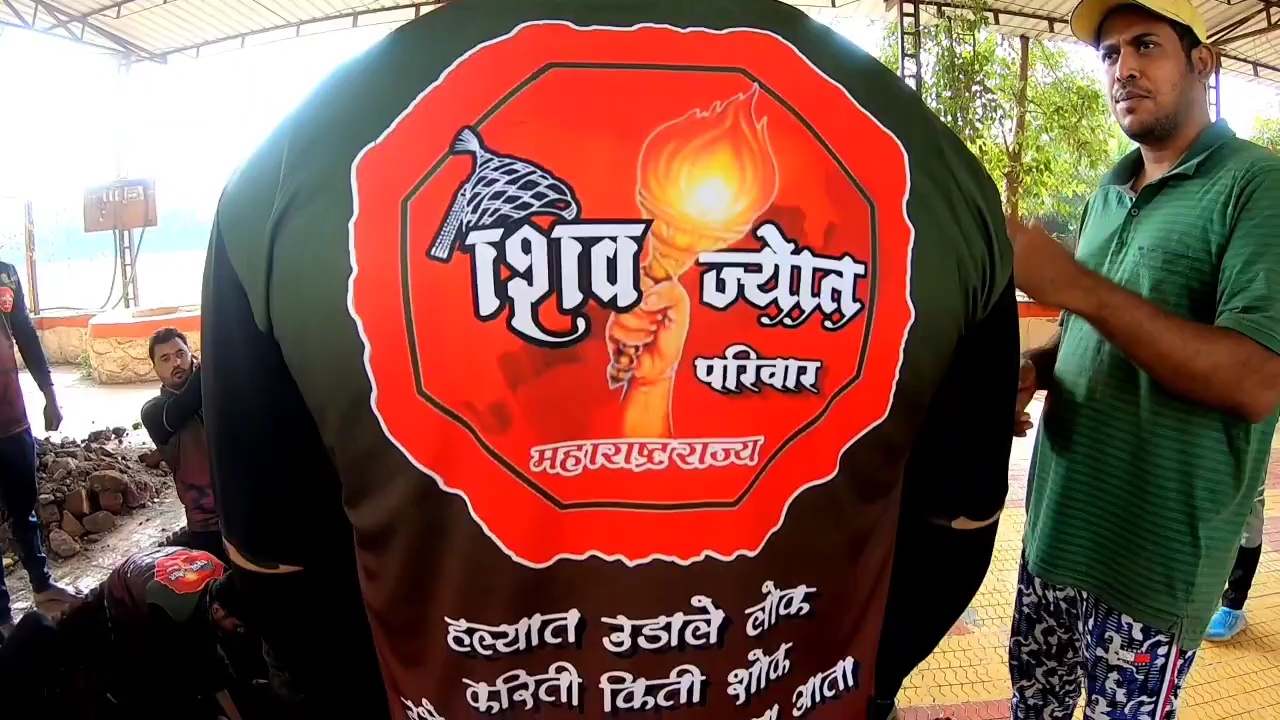 शिव ज्योत
परिवार
महाराष्ट्र राज्य
हल्यात उडाले लोक
करिती किती शोक
आता